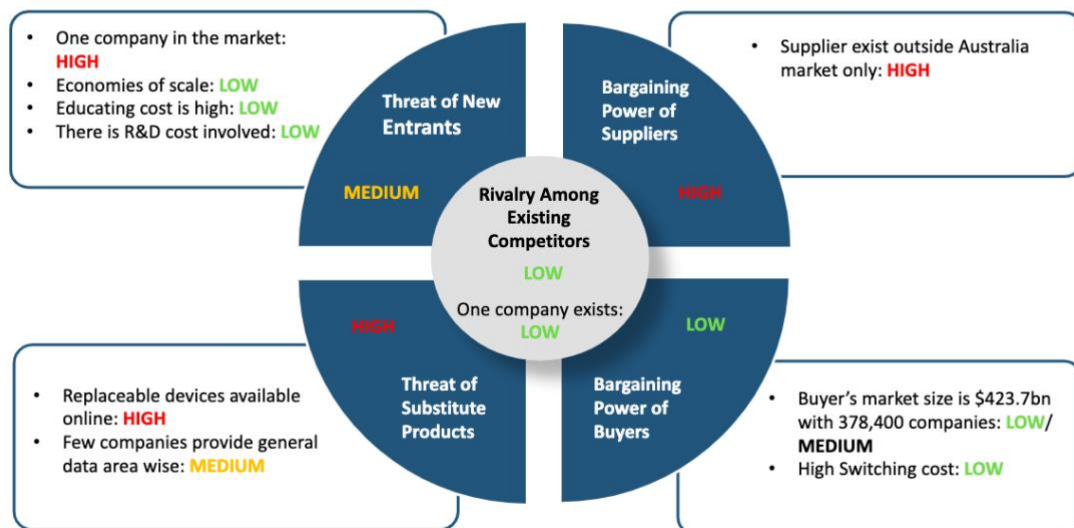 • One company in the market:
HIGH
• Economies of scale: LOW
• Educating cost is high: LOW
• There is R&D cost involved: LOW
Threat of New
Entrants
MEDIUM
Bargaining
Power of
Suppliers
HIGH
• Supplier exist outside Australia
market only: HIGH
Rivalry Among
Existing
Competitors
LOW
One company exists:
LOW
• Replaceable devices available
online: HIGH
• Few companies provide general
data area wise: MEDIUM
HIGH
Threat of
Substitute
Products
LOW
Bargaining
Power of
Buyers
• Buyer’s market size is $423.7bn
with 378,400 companies: LOW/
MEDIUM
• High Switching cost: LOW